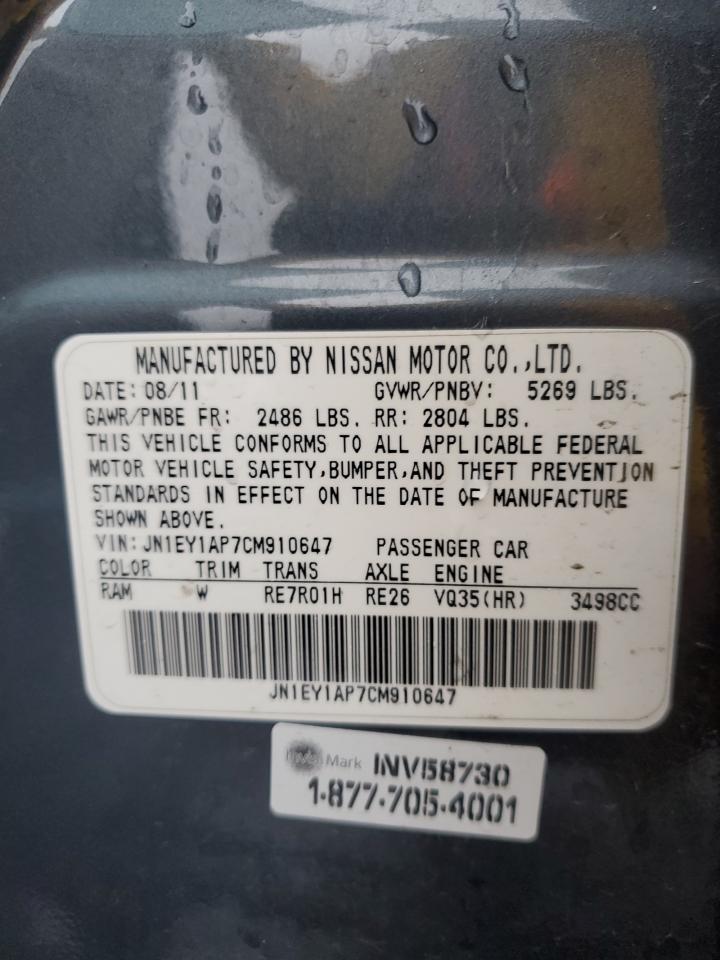 MANUFACTURED BY NISSAN MOTOR CO.,LTD.
DATE: 08/11 GVWR/PNBV: 5269 LBS.
GAWR/PNBE FR: 2486 LBS. RR: 2804 LBS.
THIS VEHICLE CONFORMS TO ALL APPLICABLE FEDERAL
MOTOR VEHICLE SAFETY,BUMPER,AND THEFT PREVENTION
STANDARDS IN EFFECT ON THE DATE OF MANUFACTURE
SHOWN ABOVE.
VIN: JN1EY1AP7CM910647 PASSENGER CAR
COLOR TRIM TRANS AXLE ENGINE
RAM W RE7R01H RE26 VQ35(HR) 3498CC
JN1EY1AP7CM910647
Mark INV58730
1-877-705-4001